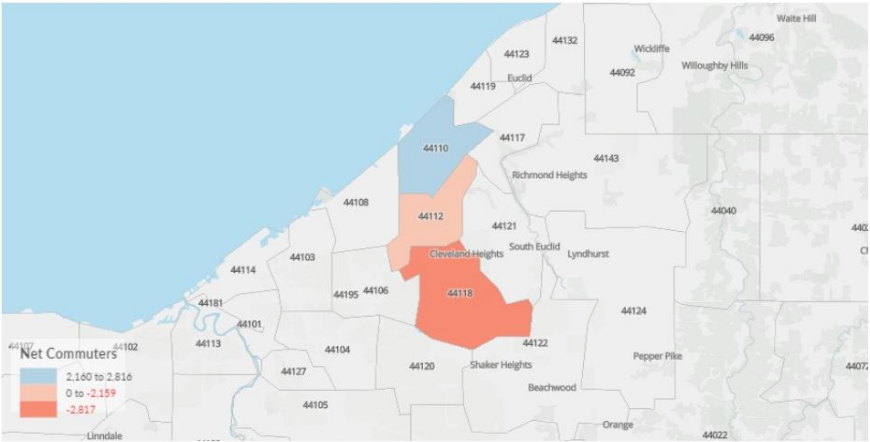 Waite Hill
44132
44096
44123
Wickliffe
Euclid
Willoughby Hills
44092
44119
44117
44110
44143
Richmond Heights
44108
44040
44112
44121
South Euclid
Cleveland Heights
Lyndhurst
44103
44114
44195
44106
44118
44181
44124
44101
44102
44113
44122
44104
Pepper Pike
44120
Shaker Heights
44127
44072
Beachwood
44105
Orange
Linndale
44022
Net Commuters
2,160 to 2,816
0 to -2,159
-2,817